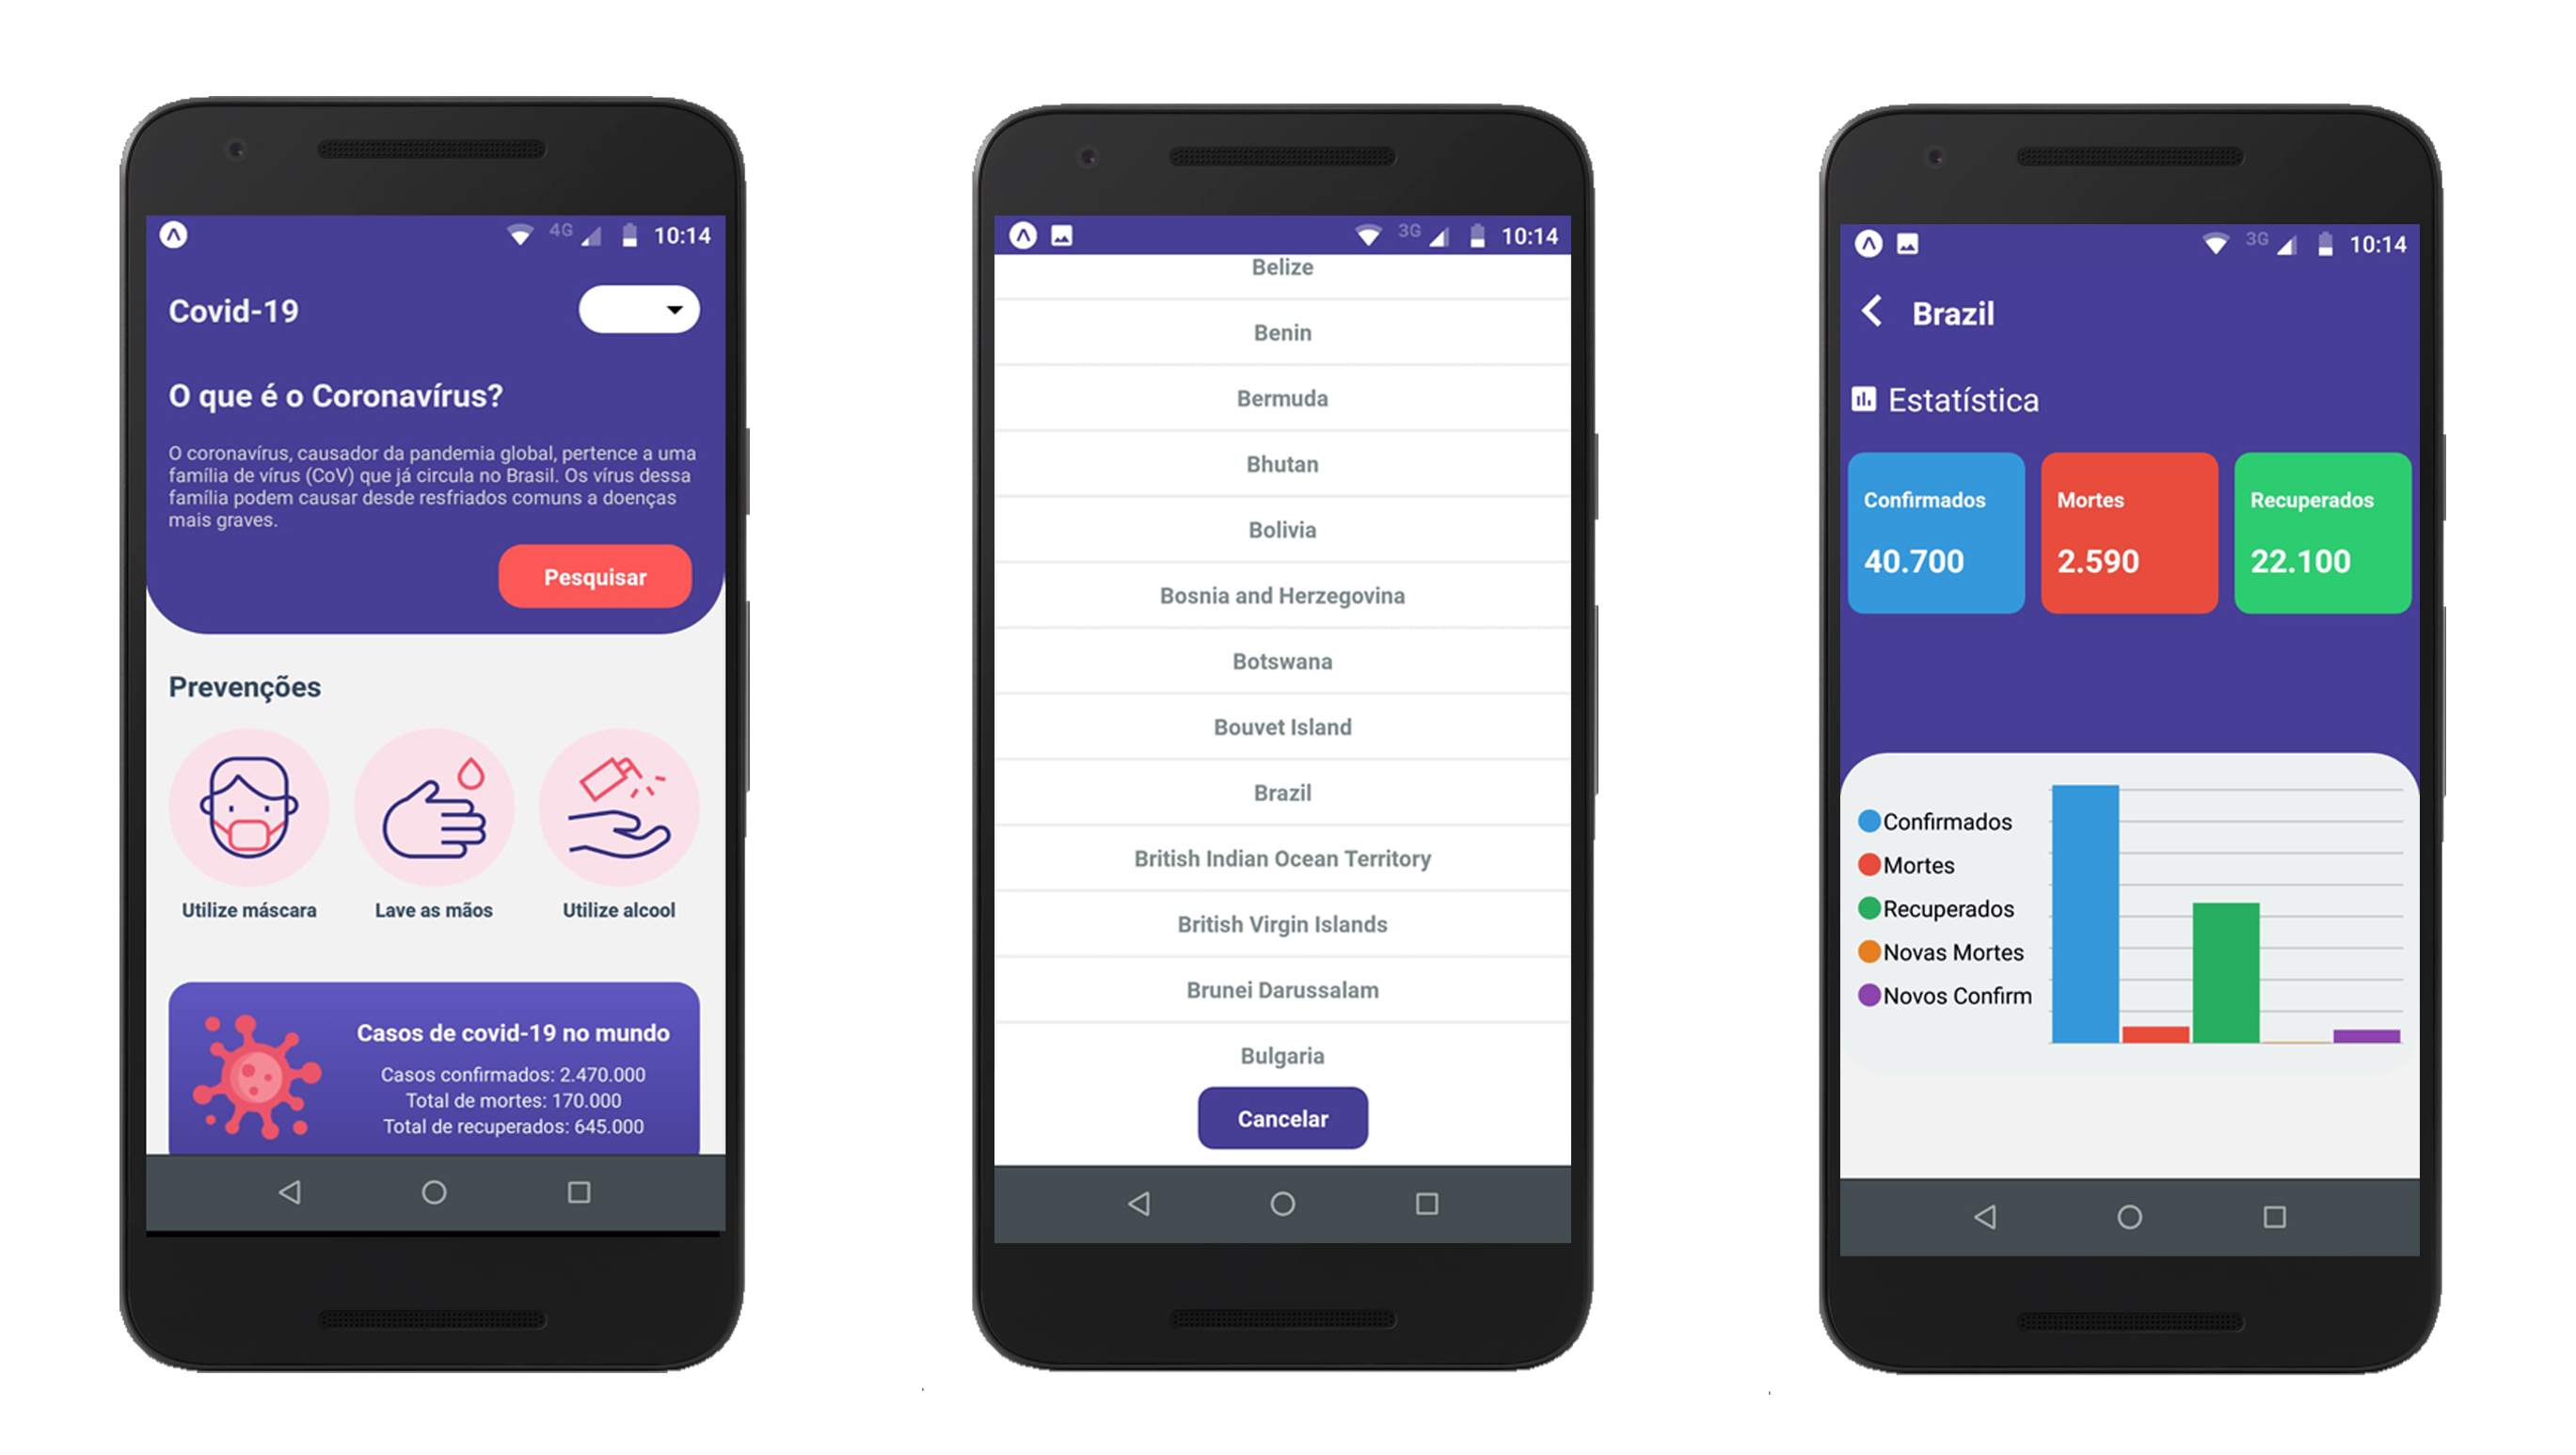 4G 10:14
Covid-19
O que é o Coronavírus?
O coronavírus, causador da pandemia global, pertence a uma
família de vírus (CoV) que já circula no Brasil. Os vírus dessa
família podem causar desde resfriados comuns a doenças
mais graves.
Pesquisar
Prevenções
Utilize máscara
Lave as mãos
Utilize alcool
Casos de covid-19 no mundo
Casos confirmados: 2.470.000
Total de mortes: 170.000
Total de recuperados: 645.000
3G 10:14
Belize
Benin
Bermuda
Bhutan
Bolivia
Bosnia and Herzegovina
Botswana
Bouvet Island
Brazil
British Indian Ocean Territory
British Virgin Islands
Brunei Darussalam
Bulgaria
Cancelar
3G 10:14
Brazil
Estatística
Confirmados
40.700
Mortes
2.590
Recuperados
22.100
Confirmados
Mortes
Recuperados
Novas Mortes
Novos Confirm